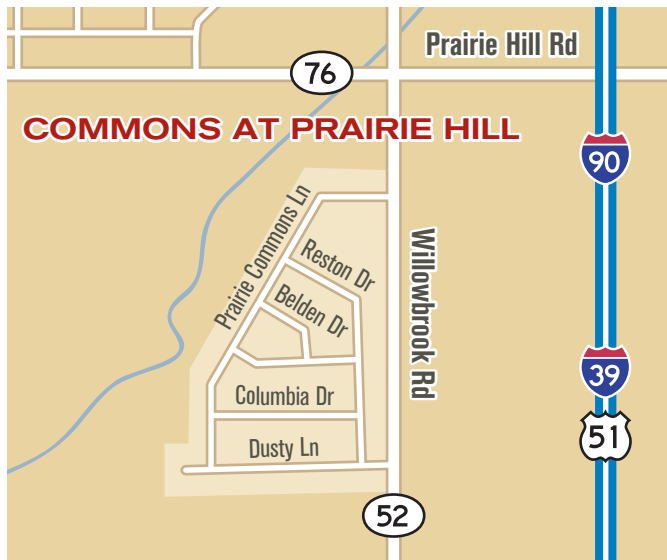 Prairie Hill Rd
76
COMMONS AT PRAIRIE HILL
90
Prairie Commons Ln
Reston Dr
Willowbrook Rd
Belden Dr
39
Columbia Dr
51
Dusty Ln
52